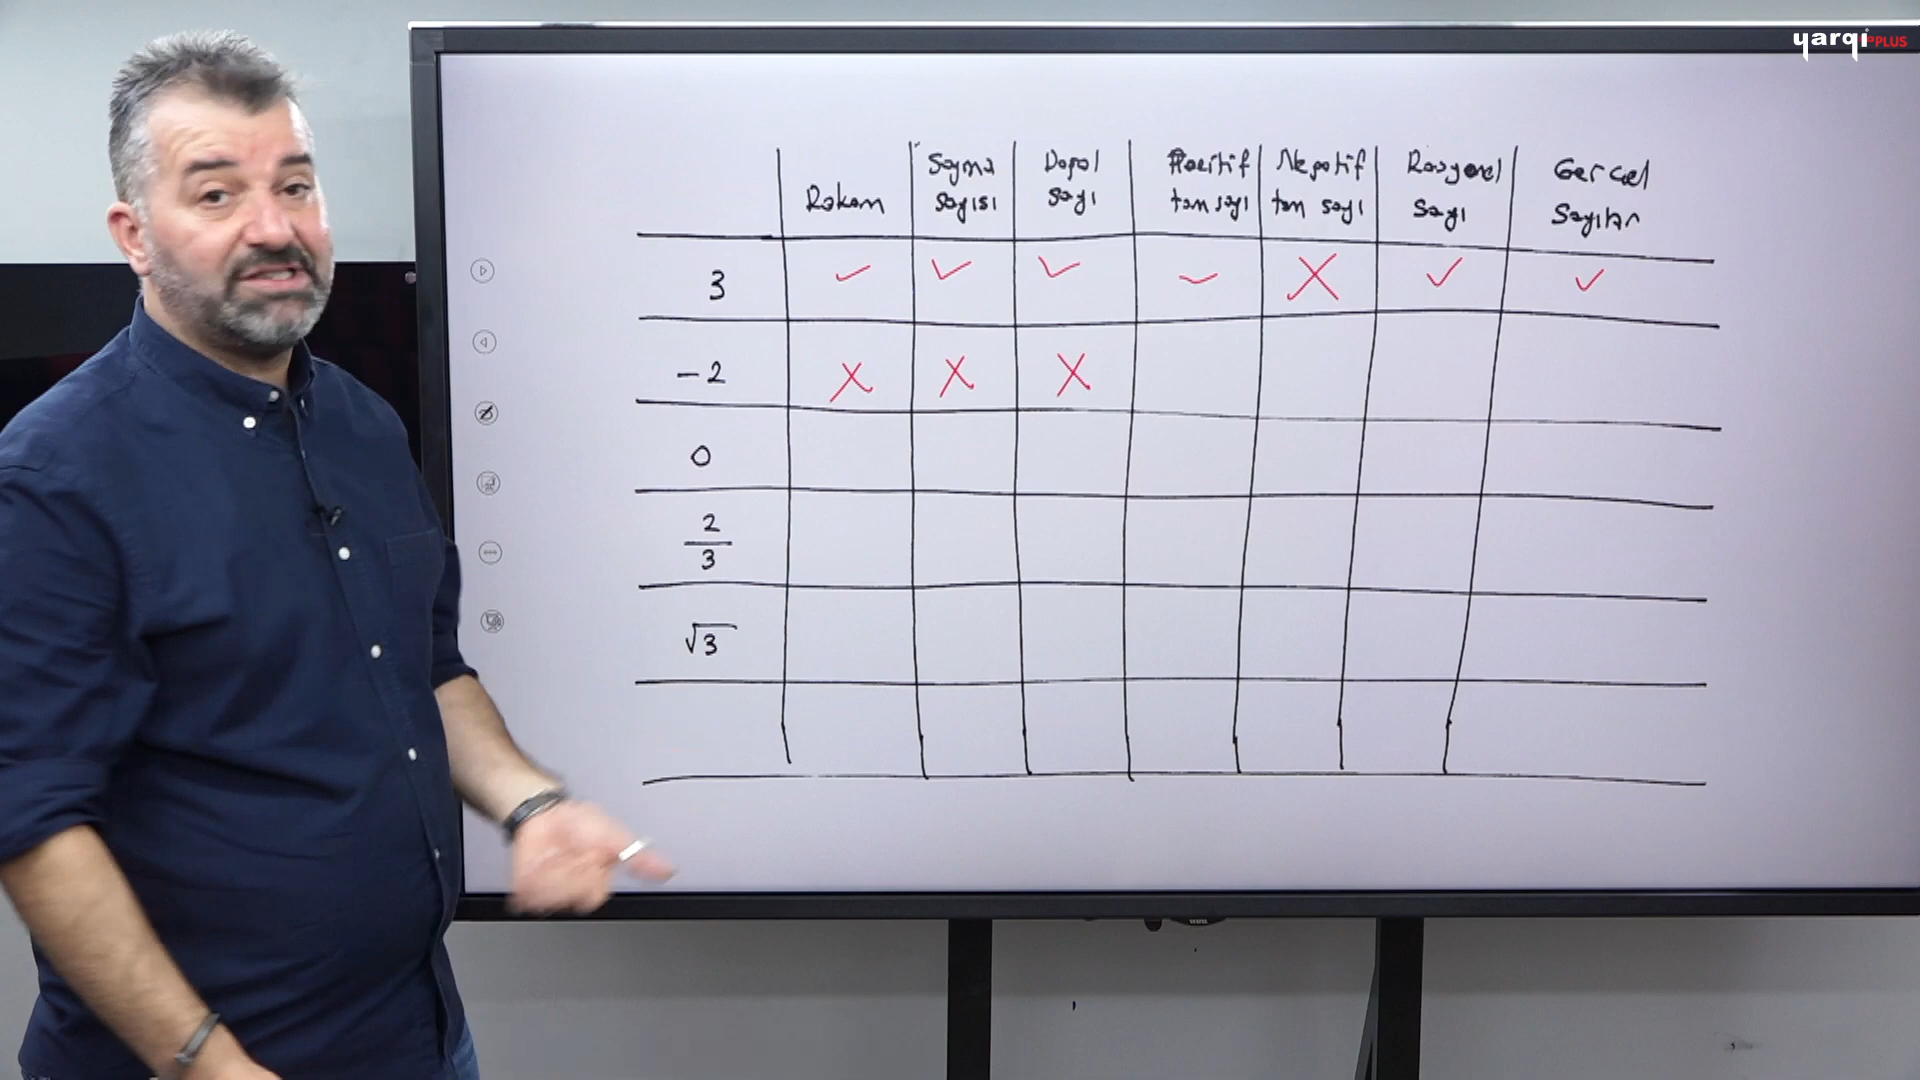 yarqi PLUS
Rakam
Sayma
sayısı
Doğal
sayı
Pozitif
tam sayı
Negatif
tam sayı
Rasyonel
Sayı
Gerçel
Sayılar
3 ✓ ✓ ✓ ✓ X ✓ ✓
-2 X X X
0
2
3
√3